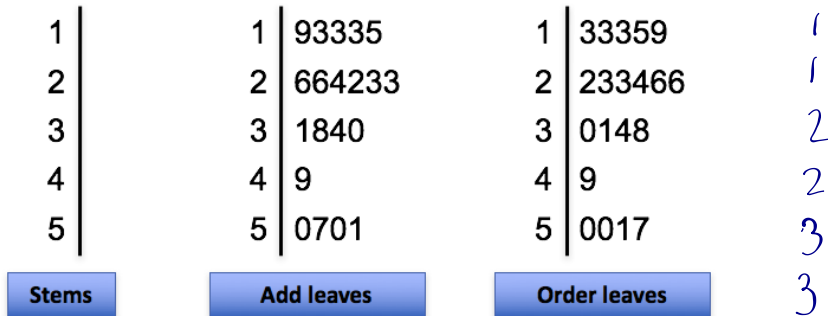 1 1 93335 1 33359 1
2 2 664233 2 233466 1
3 3 1840 3 0148 2
4 4 9 4 9 2
5 5 0701 5 0017 3
Stems Add leaves Order leaves 3